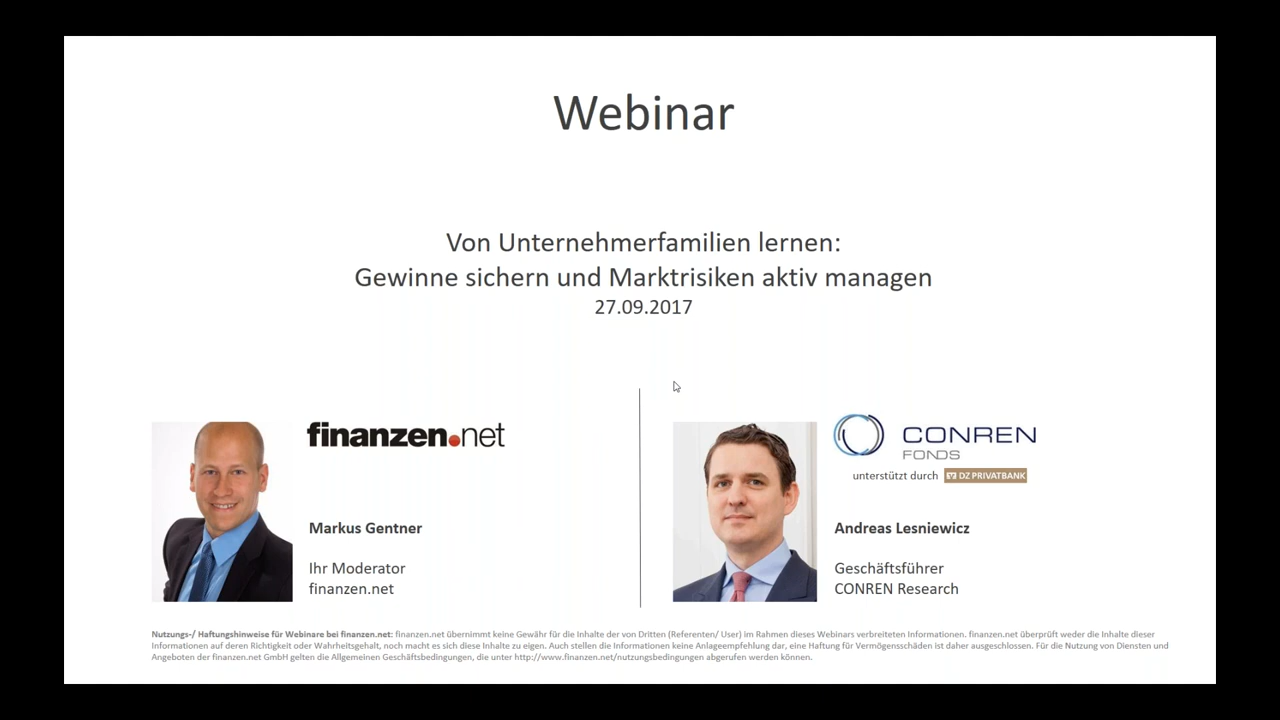 Webinar
Von Unternehmerfamilien lernen:
Gewinne sichern und Marktrisiken aktiv managen
27.09.2017
finanzen.net
Markus Gentner
Ihr Moderator
finanzen.net
CONREN
FONDS
unterstützt durch DZ PRIVATBANK
Andreas Lesniewicz
Geschäftsführer
CONREN Research
Nutzungs-/ Haftungshinweise für Webinare bei finanzen.net: finanzen.net übernimmt keine Gewähr für die Inhalte der von Dritten (Referenten/ User) im Rahmen dieses Webinars verbreiteten Informationen. finanzen.net überprüft weder die Inhalte dieser
Informationen auf deren Richtigkeit oder Wahrheitsgehalt, noch macht es sich diese Inhalte zu eigen. Auch stellen die Informationen keine Anlageempfehlung dar, eine Haftung für Vermögensschäden ist daher ausgeschlossen. Für die Nutzung von Diensten und
Angeboten der finanzen.net GmbH gelten die Allgemeinen Geschäftsbedingungen, die unter http://www.finanzen.net/nutzungsbedingungen abgerufen werden können.